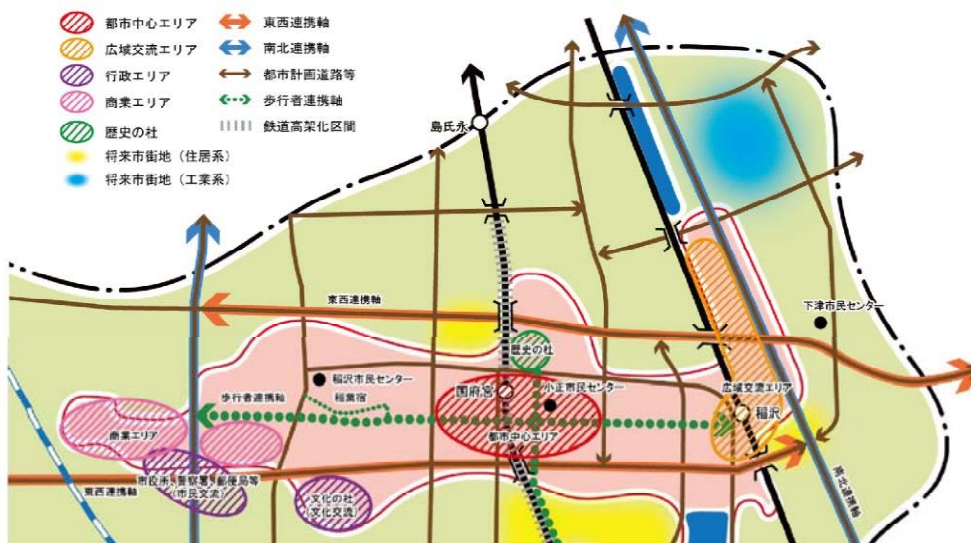 都市中心エリア
広域交流エリア
行政エリア
商業エリア
歴史の杜
将来市街地（住居系）
将来市街地（工業系）
東西連携軸
南北連携軸
都市計画道路等
歩行者連携軸
鉄道高架化区間
島氏永
東西連携軸
下津市民センター
歴史の杜
稲沢市民センター
国府宮
小正市民センター
広域交流エリア
稲沢
歩行者連携軸
稲葉宿
商業エリア
都市中心エリア
市役所、警察署、郵便局等
（市民交流）
東西連携軸
文化の杜
（文化交流）
南北連携軸